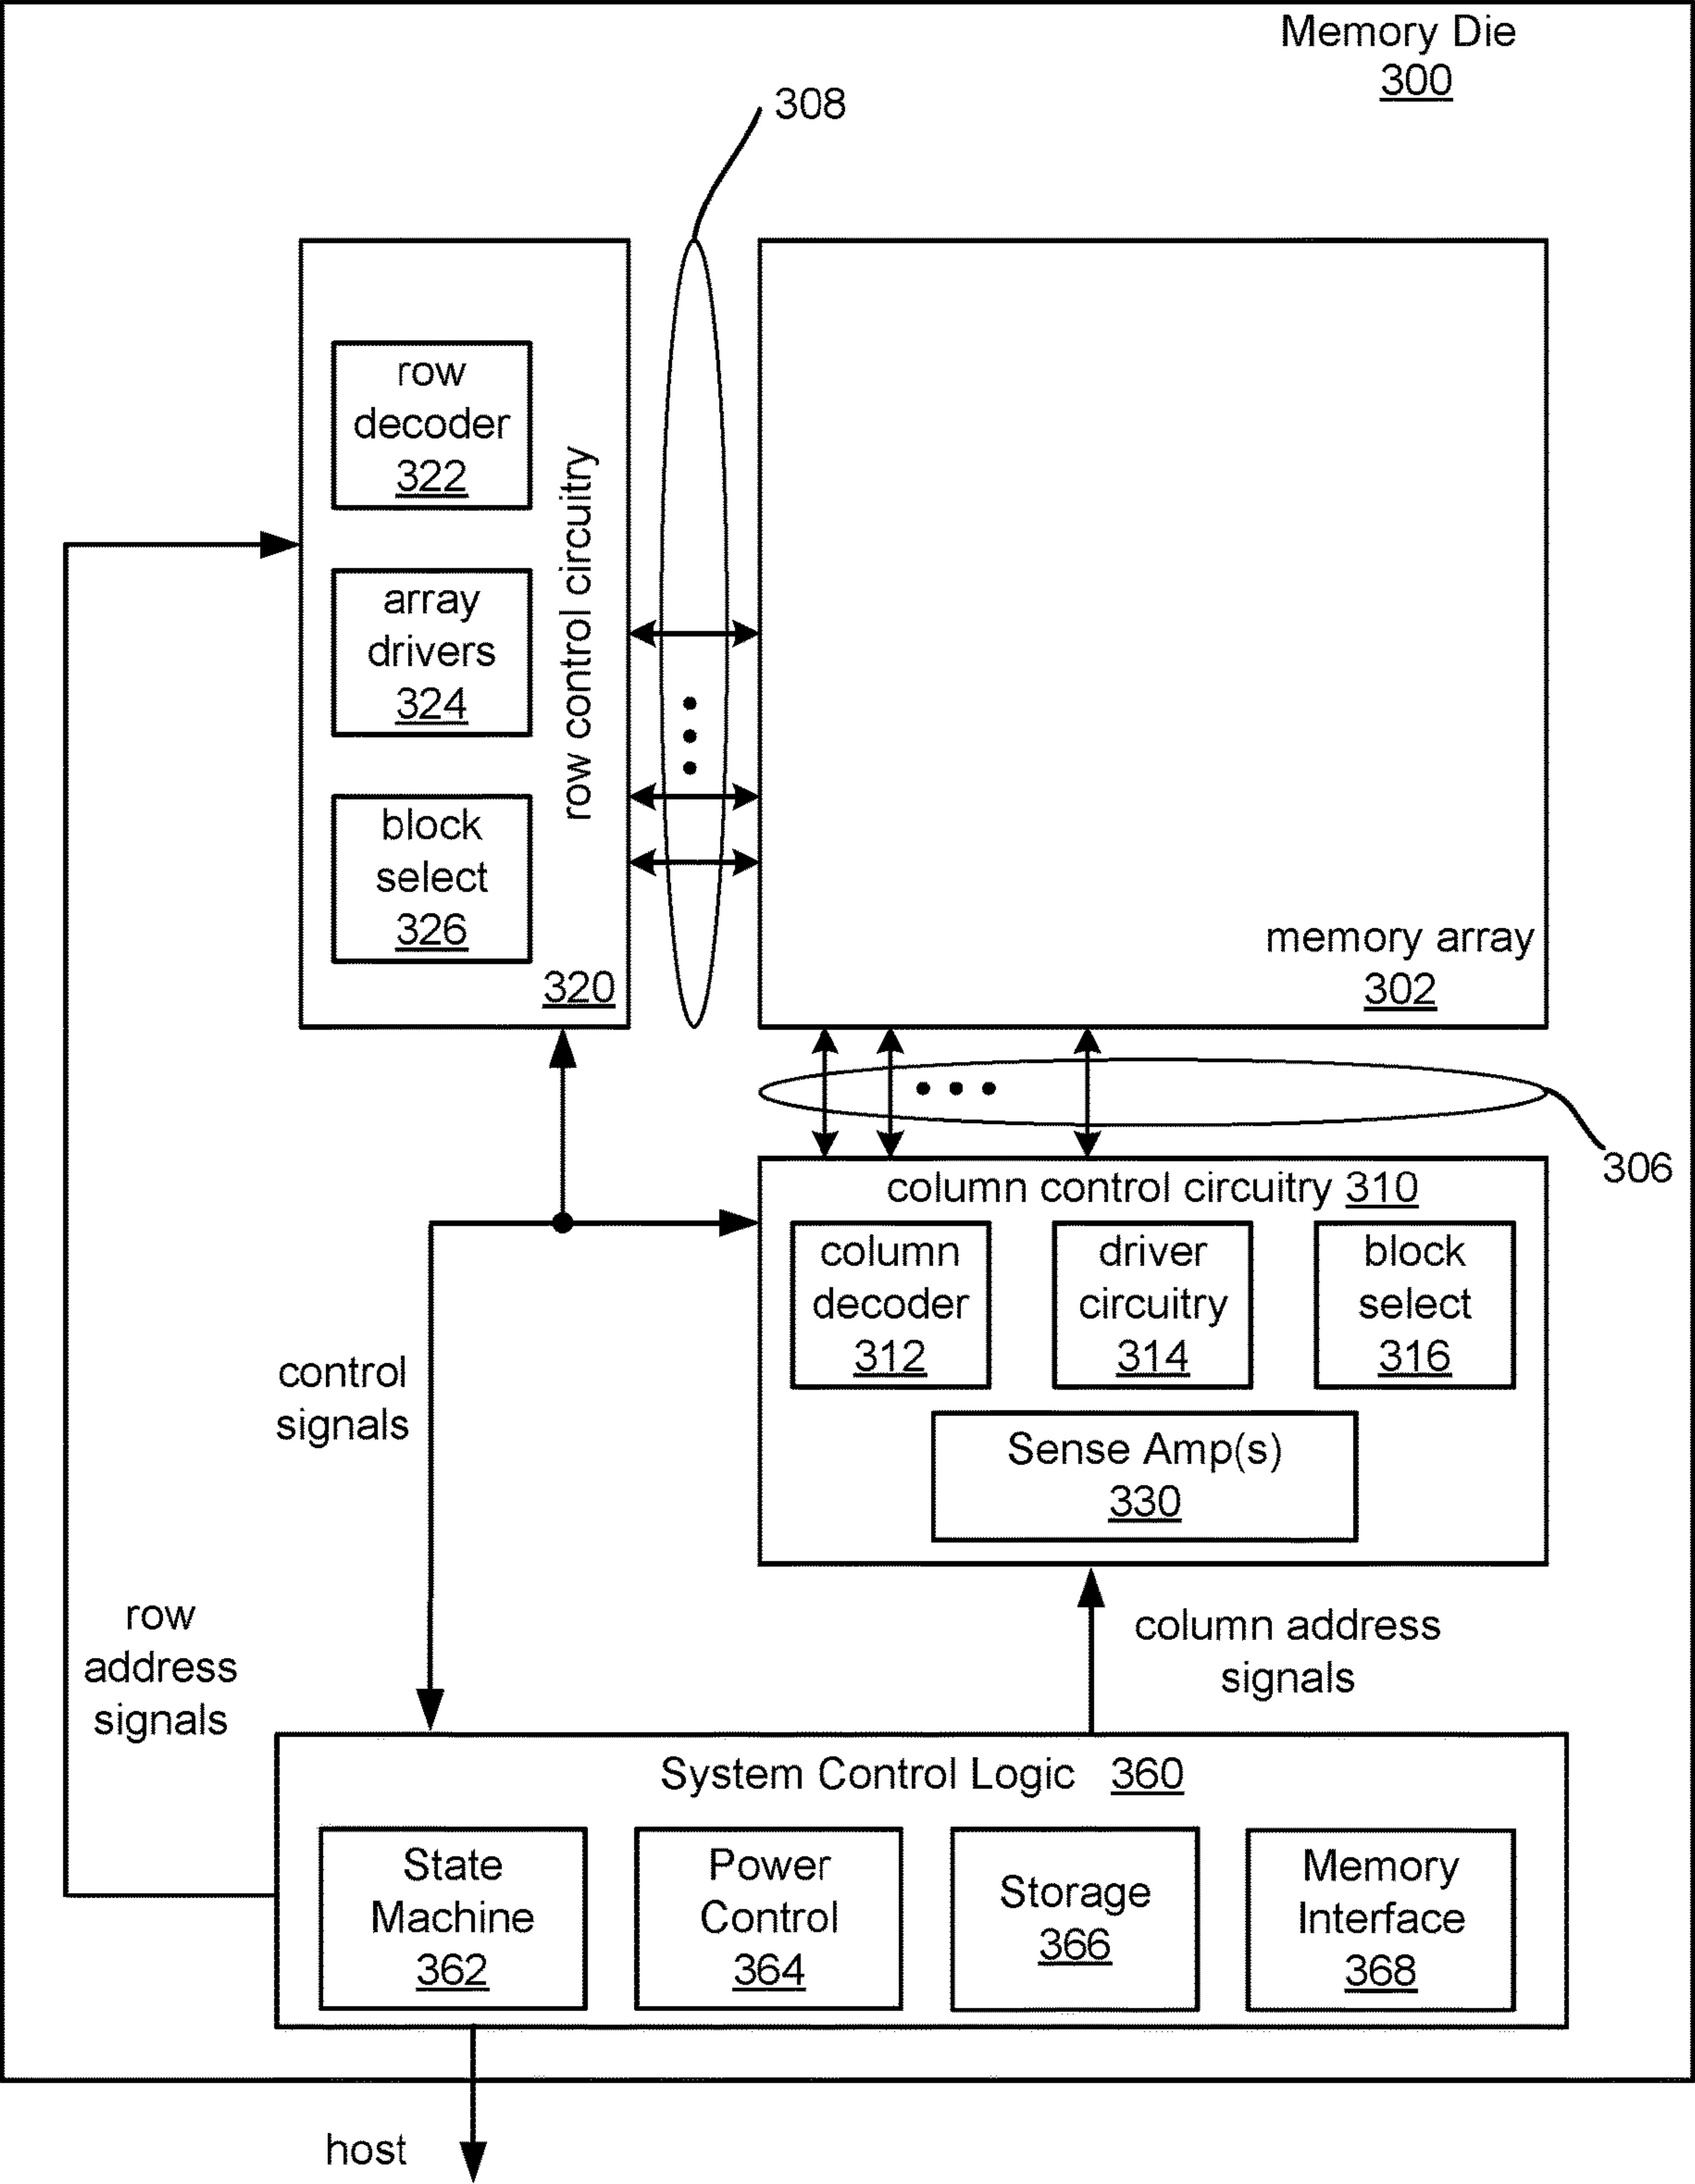 Memory Die
300
308
row
decoder
322
array
drivers
324
block
select
326
row control circuitry
320
memory array
302
306
column control circuitry 310
column
decoder
312
driver
circuitry
314
block
select
316
Sense Amp(s)
330
control
signals
row
address
signals
column address
signals
System Control Logic 360
State
Machine
362
Power
Control
364
Storage
366
Memory
Interface
368
host